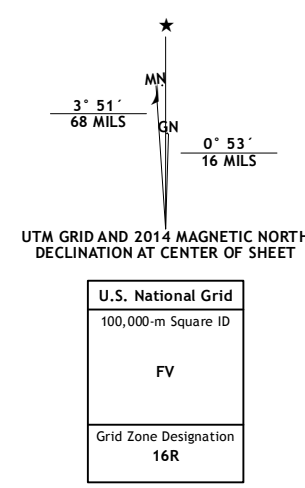 ★
MN
3° 51´
68 MILS
GN
0° 53´
16 MILS
UTM GRID AND 2014 MAGNETIC NORTH
DECLINATION AT CENTER OF SHEET
U.S. National Grid
100,000-m Square ID
FV
Grid Zone Designation
16R